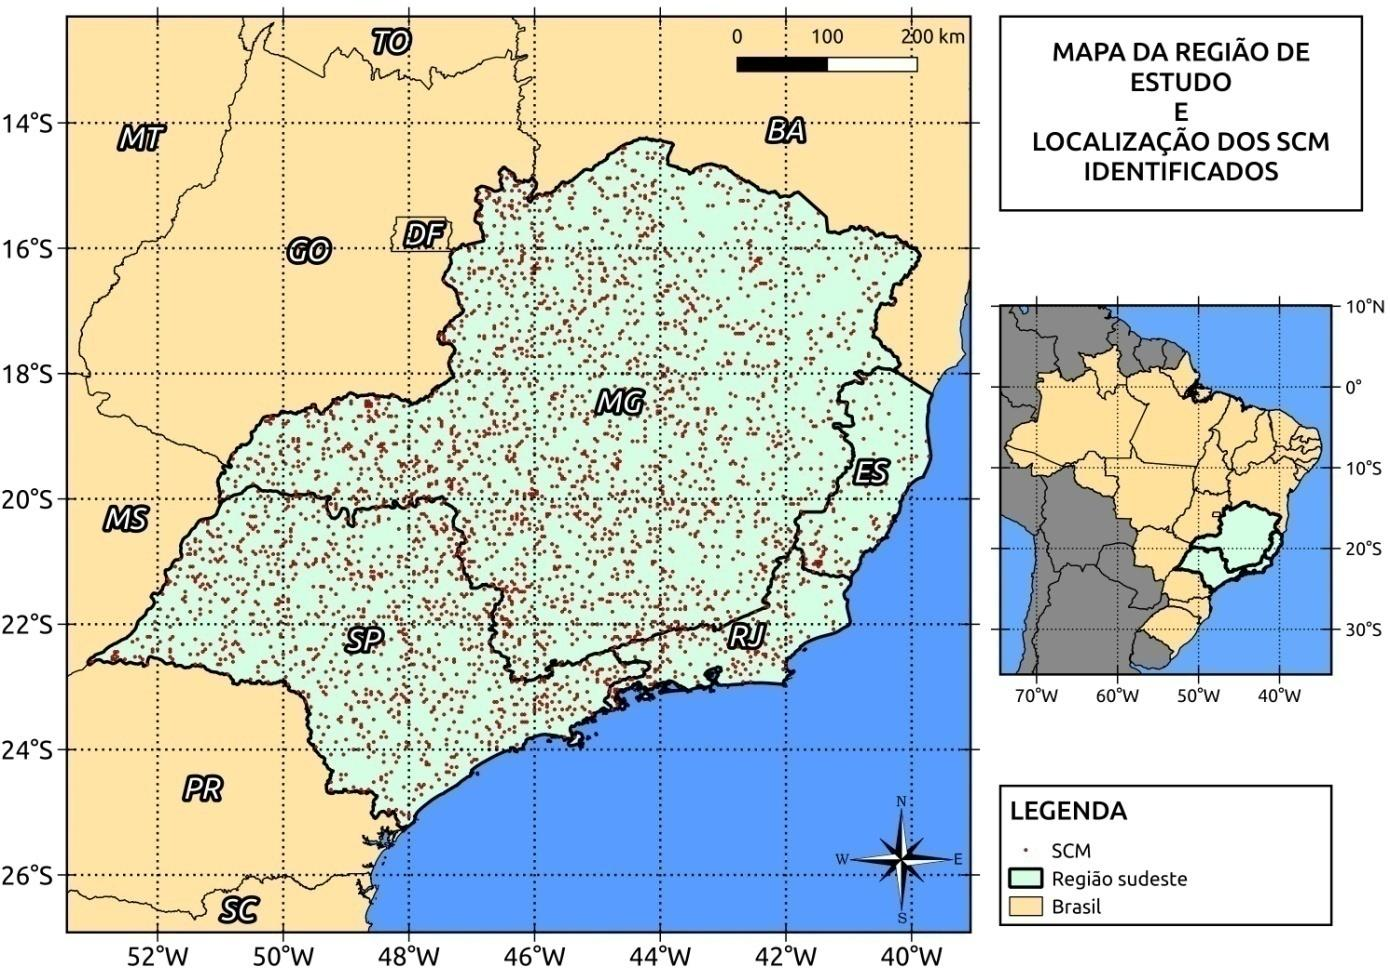 0 100 200 km
TO
MT
BA
14°S
DF
GO
16°S
18°S
MG
ES
20°S
MS
22°S
SP
RJ
24°S
PR
26°S
SC
N
W E
S
52°W 50°W 48°W 46°W 44°W 42°W 40°W
MAPA DA REGIÃO DE
ESTUDO
E
LOCALIZAÇÃO DOS SCM
IDENTIFICADOS
10°N
0°
10°S
20°S
30°S
70°W 60°W 50°W 40°W
LEGENDA
SCM
Região sudeste
Brasil